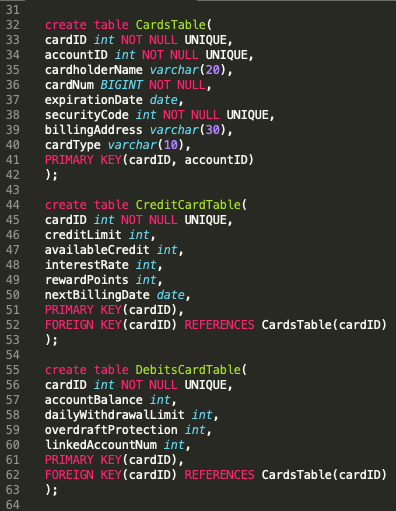 31
32 create table CardsTable(
33 cardID int NOT NULL UNIQUE,
34 accountID int NOT NULL UNIQUE,
35 cardholderName varchar(20),
36 cardNum BIGINT NOT NULL,
37 expirationDate date,
38 securityCode int NOT NULL UNIQUE,
39 billingAddress varchar(30),
40 cardType varchar(10),
41 PRIMARY KEY(cardID, accountID)
42 );
43
44 create table CreditCardTable(
45 cardID int NOT NULL UNIQUE,
46 creditLimit int,
47 availableCredit int,
48 interestRate int,
49 rewardPoints int,
50 nextBillingDate date,
51 PRIMARY KEY(cardID),
52 FOREIGN KEY(cardID) REFERENCES CardsTable(cardID)
53 );
54
55 create table DebitsCardTable(
56 cardID int NOT NULL UNIQUE,
57 accountBalance int,
58 dailyWithdrawalLimit int,
59 overdraftProtection int,
60 linkedAccountNum int,
61 PRIMARY KEY(cardID),
62 FOREIGN KEY(cardID) REFERENCES CardsTable(cardID)
63 );
64